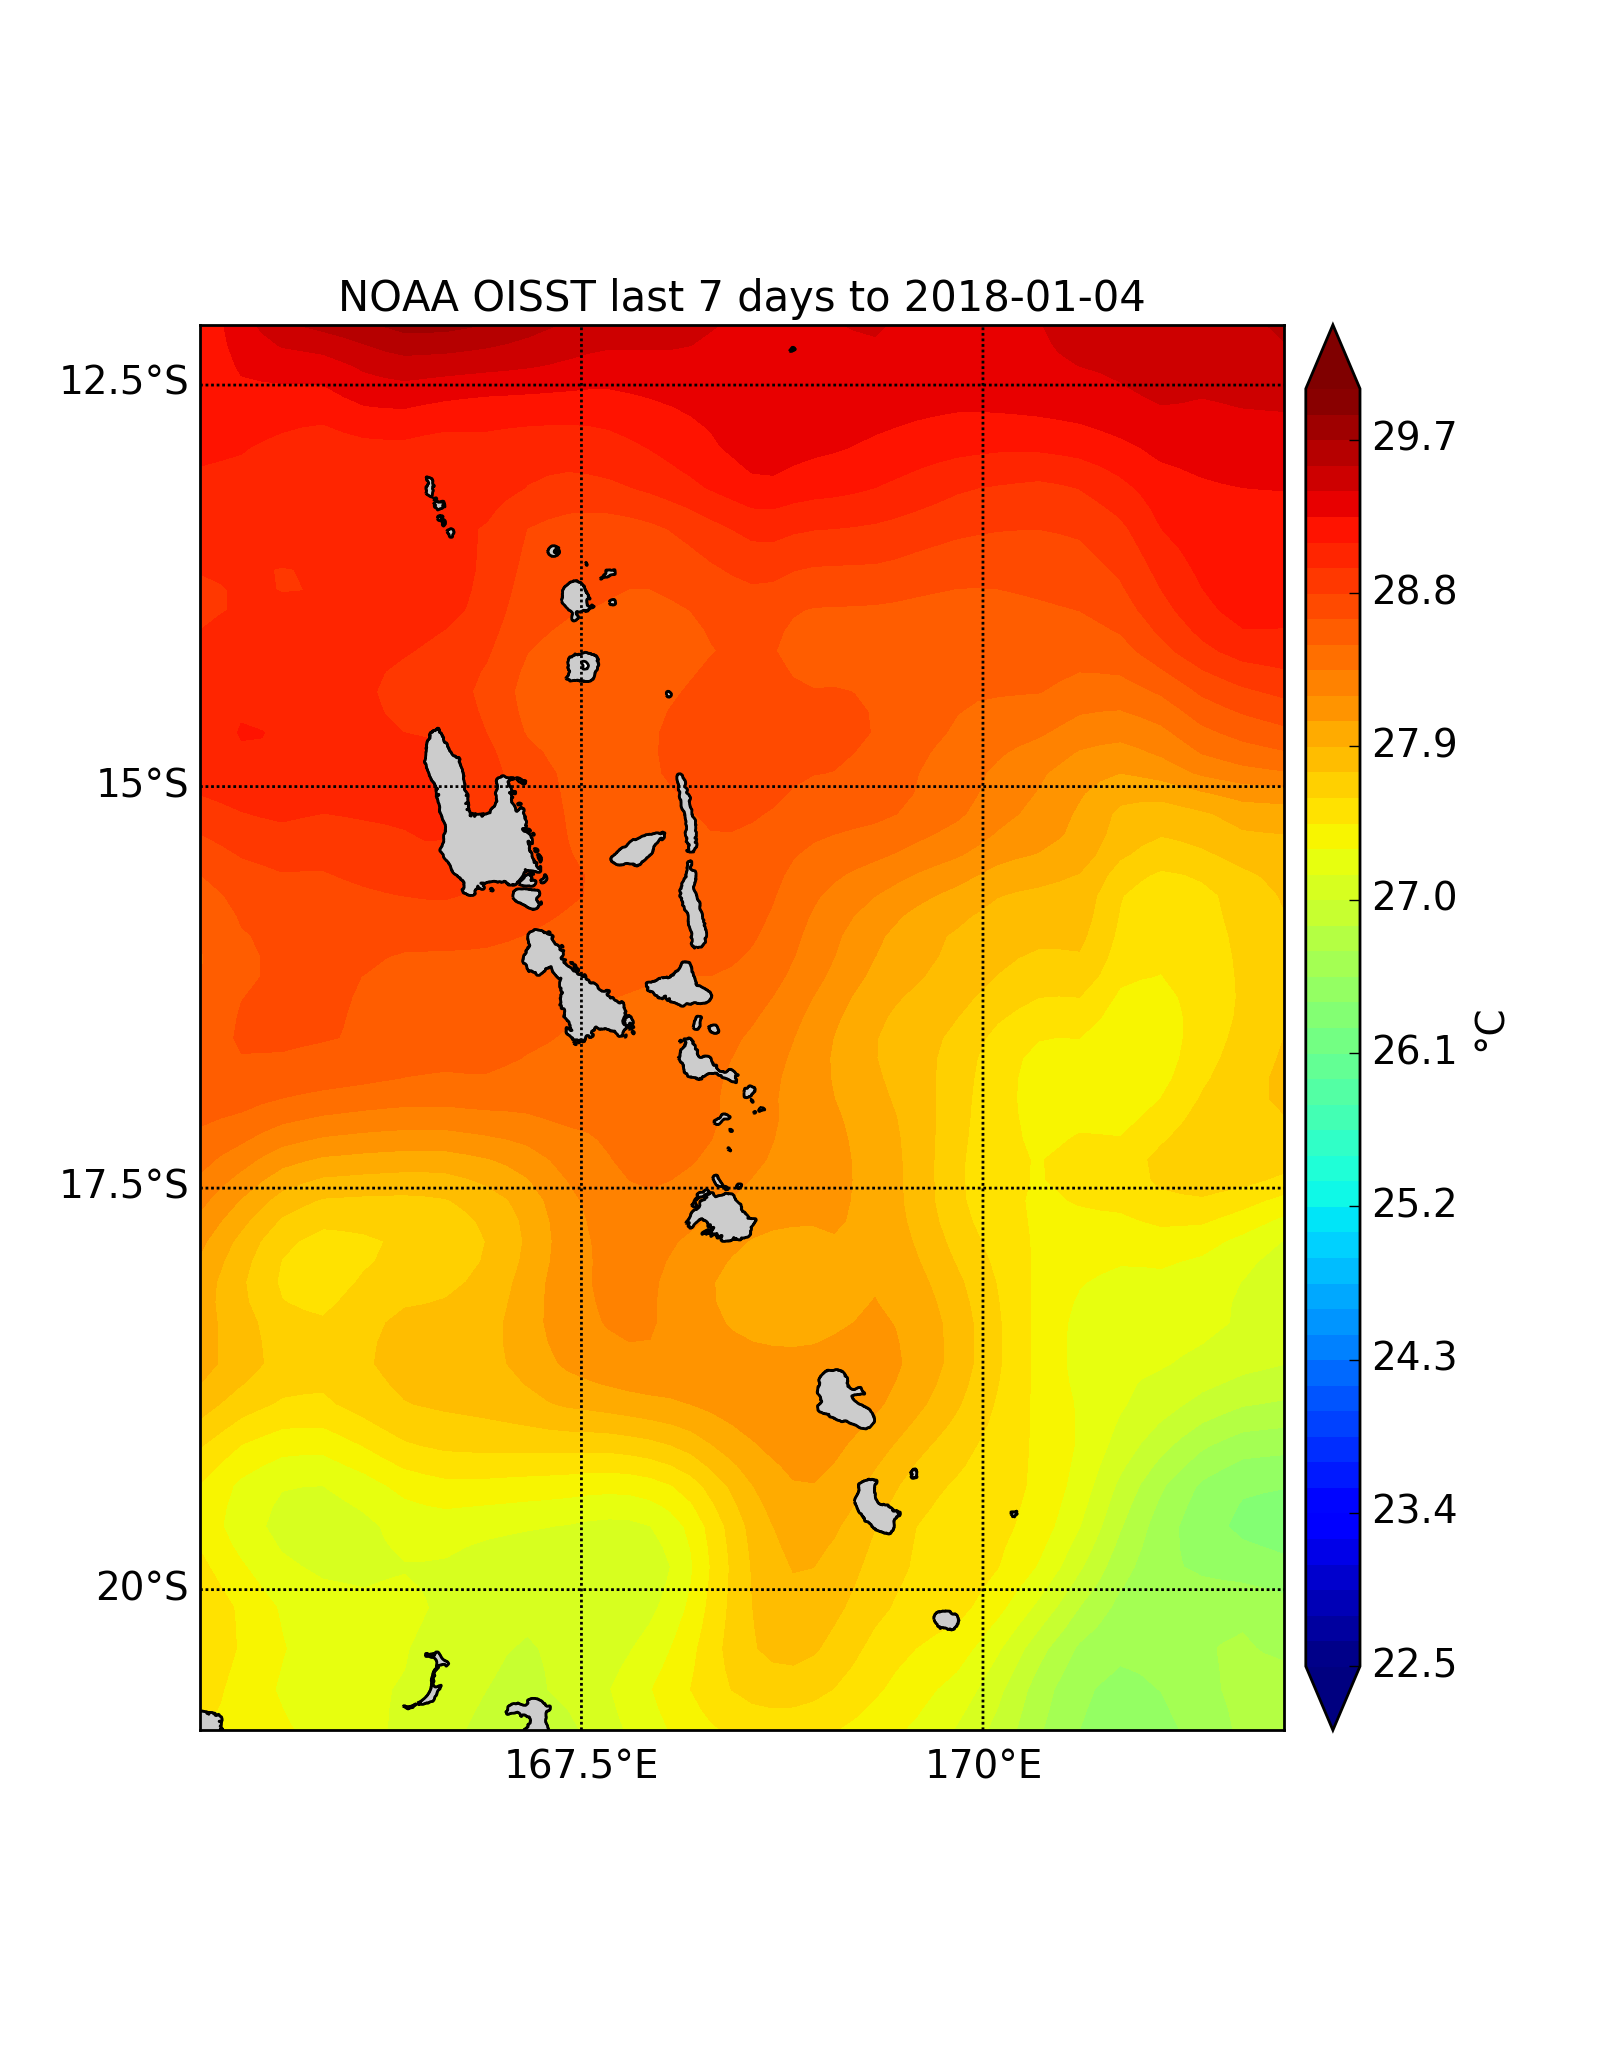 NOAA OISST last 7 days to 2018-01-04
12.5°S
15°S
17.5°S
20°S
167.5°E
170°E
29.7
28.8
27.9
27.0
26.1
25.2
24.3
23.4
22.5
°C